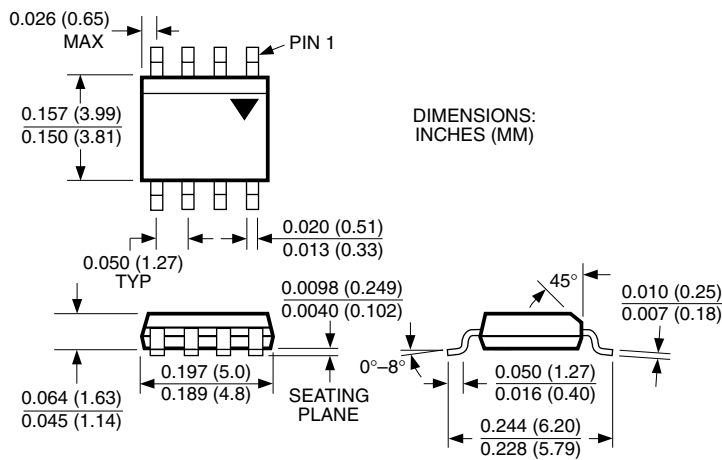 0.026 (0.65)
MAX
PIN 1
0.157 (3.99)
0.150 (3.81)
DIMENSIONS:
INCHES (MM)
0.020 (0.51)
0.013 (0.33)
0.050 (1.27)
TYP
0.0098 (0.249)
0.0040 (0.102)
45°
0.010 (0.25)
0.007 (0.18)
0°–8°
0.197 (5.0)
0.189 (4.8)
SEATING
PLANE
0.050 (1.27)
0.016 (0.40)
0.064 (1.63)
0.045 (1.14)
0.244 (6.20)
0.228 (5.79)